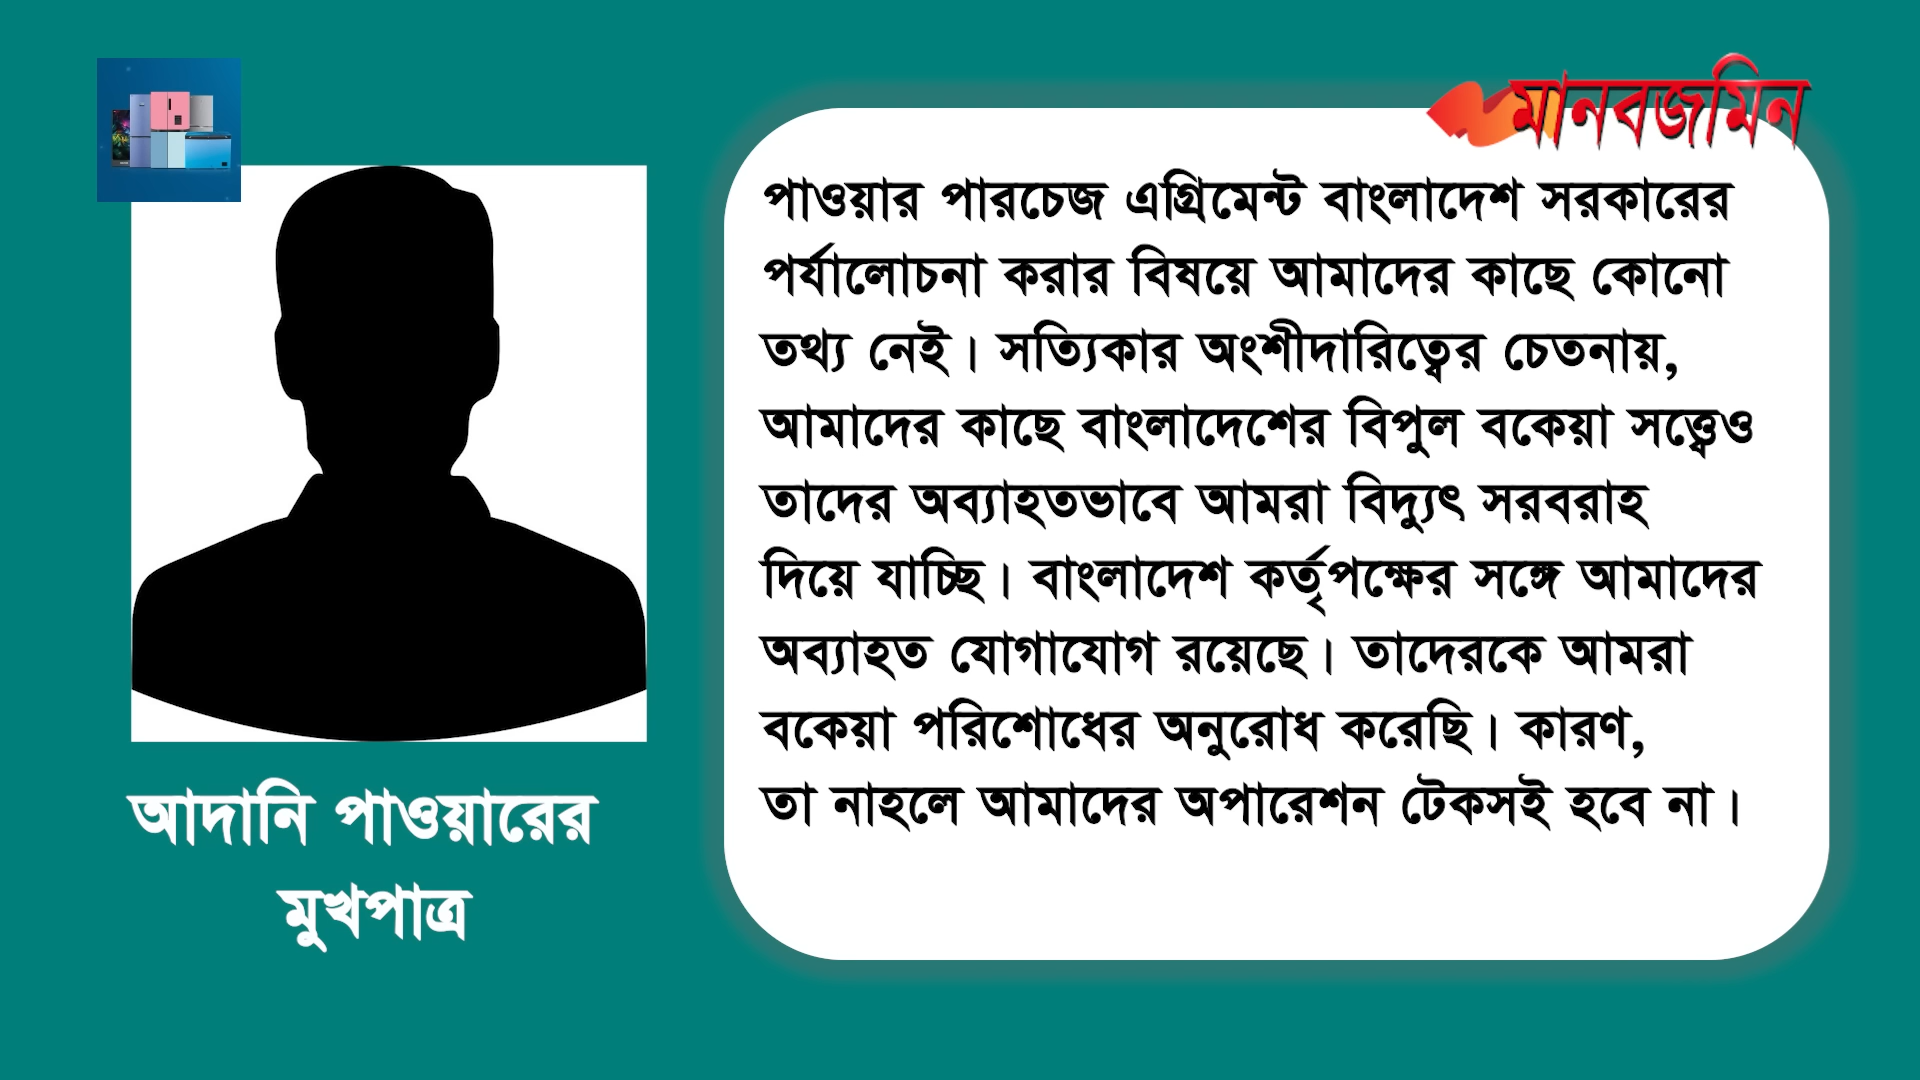 মানবজমিন
পাওয়ার পারচেজ এগ্রিমেন্ট বাংলাদেশ সরকারের
পর্যালোচনা করার বিষয়ে আমাদের কাছে কোনো
তথ্য নেই। সত্যিকার অংশীদারিত্বের চেতনায়,
আমাদের কাছে বাংলাদেশের বিপুল বকেয়া সত্ত্বেও
তাদের অব্যাহতভাবে আমরা বিদ্যুৎ সরবরাহ
দিয়ে যাচ্ছি। বাংলাদেশ কর্তৃপক্ষের সঙ্গে আমাদের
অব্যাহত যোগাযোগ রয়েছে। তাদেরকে আমরা
বকেয়া পরিশোধের অনুরোধ করেছি। কারণ,
তা নাহলে আমাদের অপারেশন টেকসই হবে না।
আদানি পাওয়ারের
মুখপাত্র